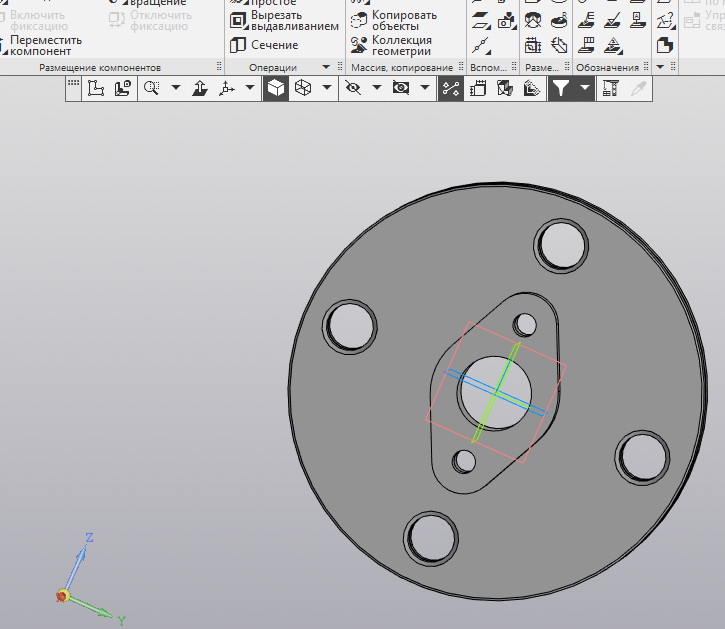 вращение
простое
Включить
фиксацию
Отключить
фиксацию
Вырезать
выдавливанием
Копировать
объекты
Переместить
компонент
Сечение
Коллекция
геометрии
Размещение компонентов
Операции
Массив, копирование
Вспом...
Разме...
Обозначения
Z
Y